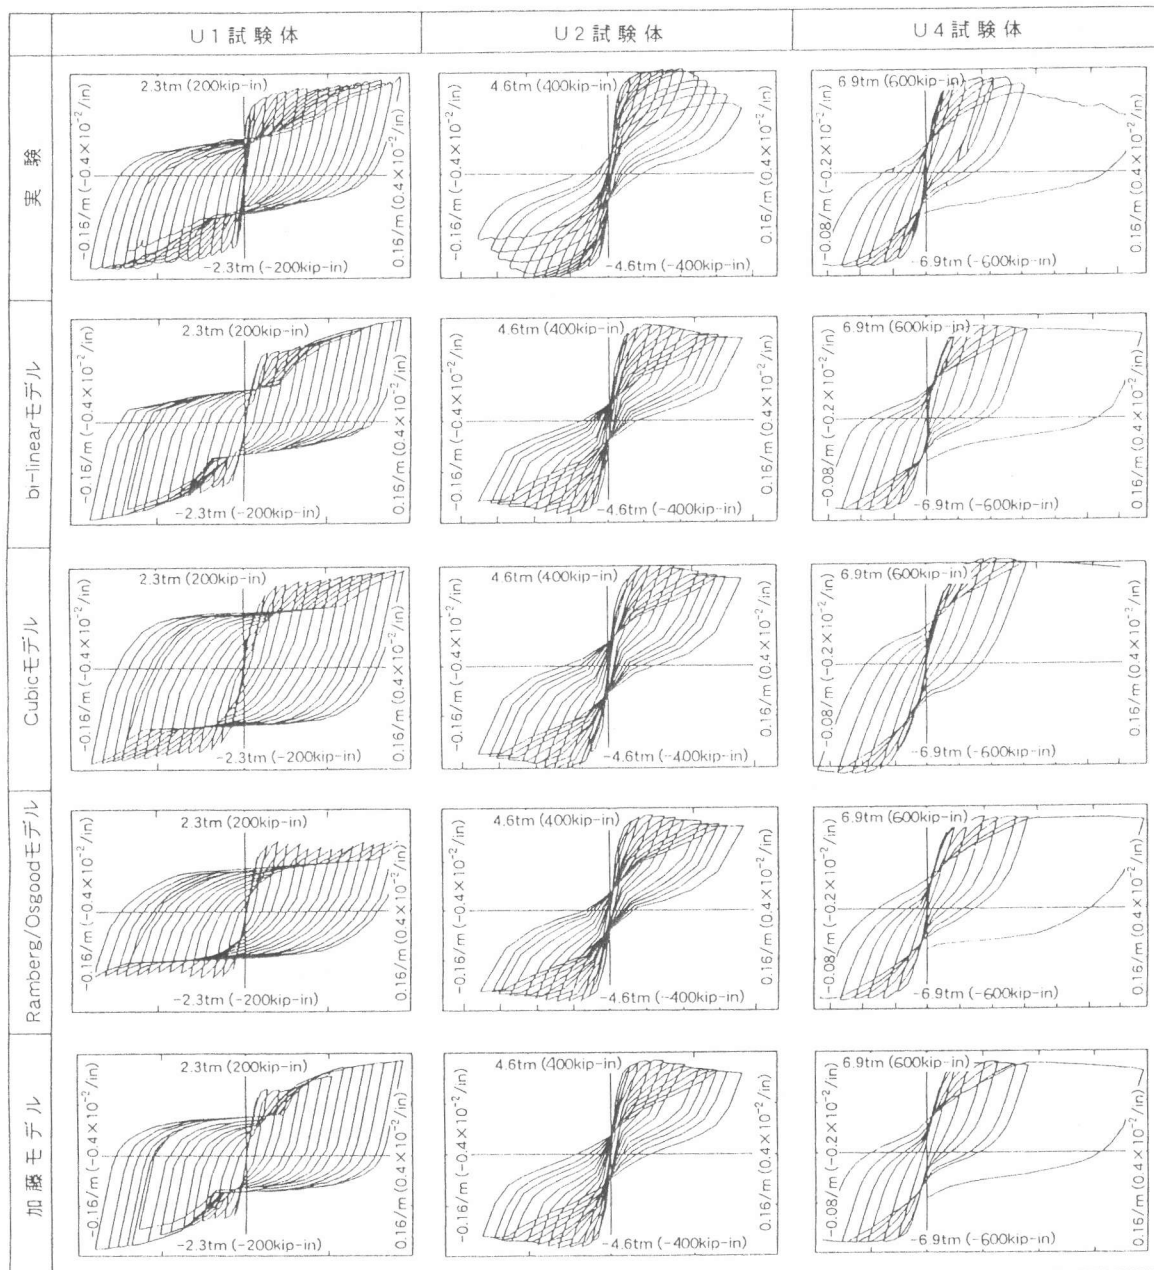 U1試験体
U2試験体
U4試験体
実験
2.3tm (200kip-in)
-0.16/m (-0.4×10⁻²/in)
0.16/m (0.4×10⁻²/in)
-2.3tm (-200kip-in)
4.6tm (400kip-in)
-0.16/m (-0.4×10⁻²/in)
0.16/m (0.4×10⁻²/in)
-4.6tm (-400kip-in)
6.9tm (600kip-in)
-0.08/m (-0.2×10⁻²/in)
0.16/m (0.4×10⁻²/in)
-6.9tm (-600kip-in)
bi-linearモデル
2.3tm (200kip-in)
-0.16/m (-0.4×10⁻²/in)
0.16/m (0.4×10⁻²/in)
-2.3tm (-200kip-in)
4.6tm (400kip-in)
-0.16/m (-0.4×10⁻²/in)
0.16/m (0.4×10⁻²/in)
-4.6tm (-400kip-in)
6.9tm (600kip-in)
-0.08/m (-0.2×10⁻²/in)
0.16/m (0.4×10⁻²/in)
-6.9tm (-600kip-in)
Cubicモデル
2.3tm (200kip-in)
-0.16/m (-0.4×10⁻²/in)
0.16/m (0.4×10⁻²/in)
-2.3tm (-200kip-in)
4.6tm (400kip-in)
-0.16/m (-0.4×10⁻²/in)
0.16/m (0.4×10⁻²/in)
-4.6tm (-400kip-in)
6.9tm (600kip-in)
-0.08/m (-0.2×10⁻²/in)
0.16/m (0.4×10⁻²/in)
-6.9tm (-600kip-in)
Ramberg/Osgoodモデル
2.3tm (200kip-in)
-0.16/m (-0.4×10⁻²/in)
0.16/m (0.4×10⁻²/in)
-2.3tm (-200kip-in)
4.6tm (400kip-in)
-0.16/m (-0.4×10⁻²/in)
0.16/m (0.4×10⁻²/in)
-4.6tm (-400kip-in)
6.9tm (600kip-in)
-0.08/m (-0.2×10⁻²/in)
0.16/m (0.4×10⁻²/in)
-6.9tm (-600kip-in)
加藤モデル
2.3tm (200kip-in)
-0.16/m (-0.4×10⁻²/in)
0.16/m (0.4×10⁻²/in)
-2.3tm (-200kip-in)
4.6tm (400kip-in)
-0.16/m (-0.4×10⁻²/in)
0.16/m (0.4×10⁻²/in)
-4.6tm (-400kip-in)
6.9tm (600kip-in)
-0.08/m (-0.2×10⁻²/in)
0.16/m (0.4×10⁻²/in)
-6.9tm (-600kip-in)